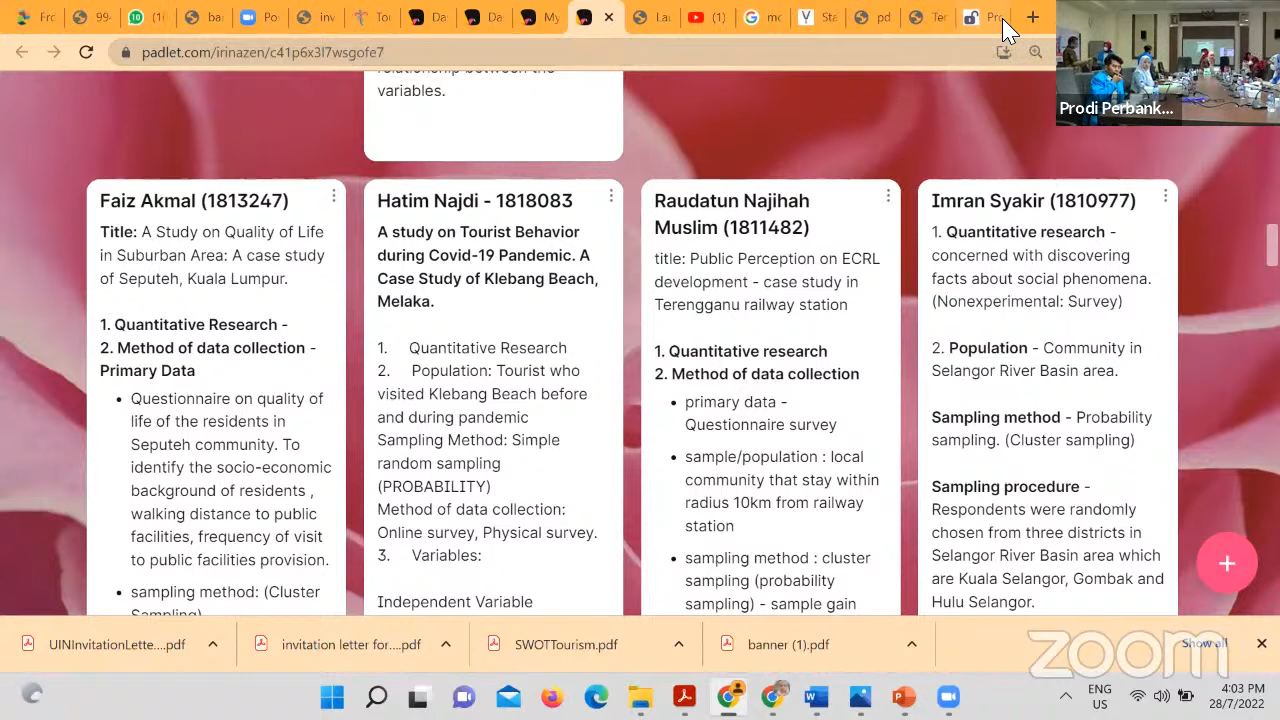 (1
padlet.com/irinazen/c41p6x3l7wsgofe7
Prodi Perbank...
variables.
Faiz Akmal (1813247)
Title: A Study on Quality of Life
in Suburban Area: A case study
of Seputeh, Kuala Lumpur.
1. Quantitative Research -
2. Method of data collection -
Primary Data
• Questionnaire on quality of
life of the residents in
Seputeh community. To
identify the socio-economic
background of residents ,
walking distance to public
facilities, frequency of visit
to public facilities provision.
• sampling method: (Cluster
Sampling)
Hatim Najdi - 1818083
A study on Tourist Behavior
during Covid-19 Pandemic. A
Case Study of Klebang Beach,
Melaka.
1. Quantitative Research
2. Population: Tourist who
visited Klebang Beach before
and during pandemic
Sampling Method: Simple
random sampling
(PROBABILITY)
Method of data collection:
Online survey, Physical survey.
3. Variables:
Independent Variable
Raudatun Najihah
Muslim (1811482)
title: Public Perception on ECRL
development - case study in
Terengganu railway station
1. Quantitative research
2. Method of data collection
• primary data -
Questionnaire survey
• sample/population : local
community that stay within
radius 10km from railway
station
• sampling method : cluster
sampling (probability
sampling) - sample gain
Imran Syakir (1810977)
1. Quantitative research -
concerned with discovering
facts about social phenomena.
(Nonexperimental: Survey)
2. Population - Community in
Selangor River Basin area.
Sampling method - Probability
sampling. (Cluster sampling)
Sampling procedure -
Respondents were randomly
chosen from three districts in
Selangor River Basin area which
are Kuala Selangor, Gombak and
Hulu Selangor.
UINInvitationLette....pdf
invitation letter for....pdf
SWOTTourism.pdf
banner (1).pdf
Show all
zoom
ENG
US
4:03 PM
28/7/2022